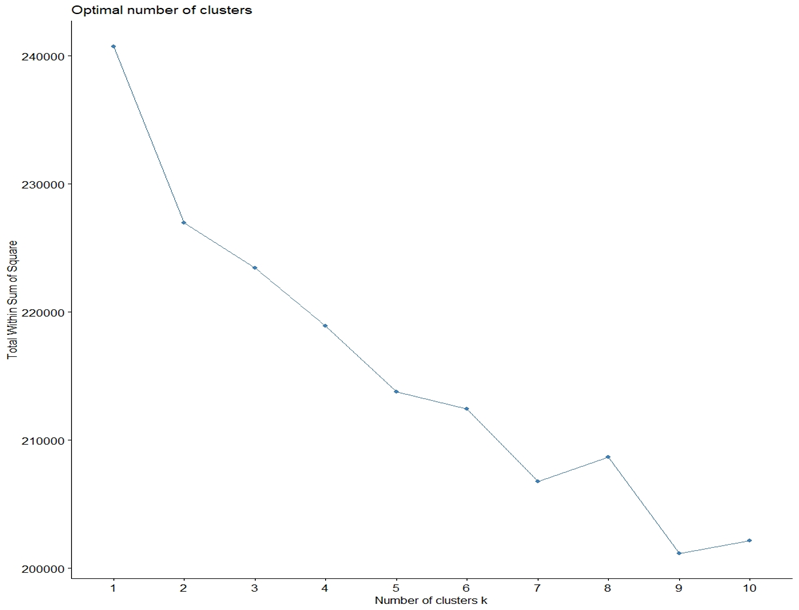 Optimal number of clusters
240000
230000
220000
210000
200000
Total Within Sum of Square
1 2 3 4 5 6 7 8 9 10
Number of clusters k